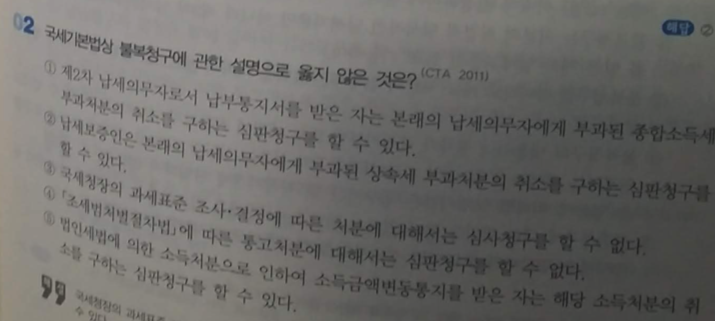 해답 ②
02 국세기본법상 불복청구에 관한 설명으로 옳지 않은 것은? (CTA 2011)
① 제2차 납세의무자로서 납부통지서를 받은 자는 본래의 납세의무자에게 부과된 종합소득세
부과처분의 취소를 구하는 심판청구를 할 수 있다.
② 납세보증인은 본래의 납세의무자에게 부과된 상속세 부과처분의 취소를 구하는 심판청구를
할 수 있다.
③ 국세청장의 과세표준 조사·결정에 따른 처분에 대해서는 심사청구를 할 수 없다.
④ 「조세범처벌절차법」에 따른 통고처분에 대해서는 심판청구를 할 수 없다.
⑤ 법인세법에 의한 소득처분으로 인하여 소득금액변동통지를 받은 자는 해당 소득처분의 취
소를 구하는 심판청구를 할 수 있다.
국세청장의 과세표준
수 있다